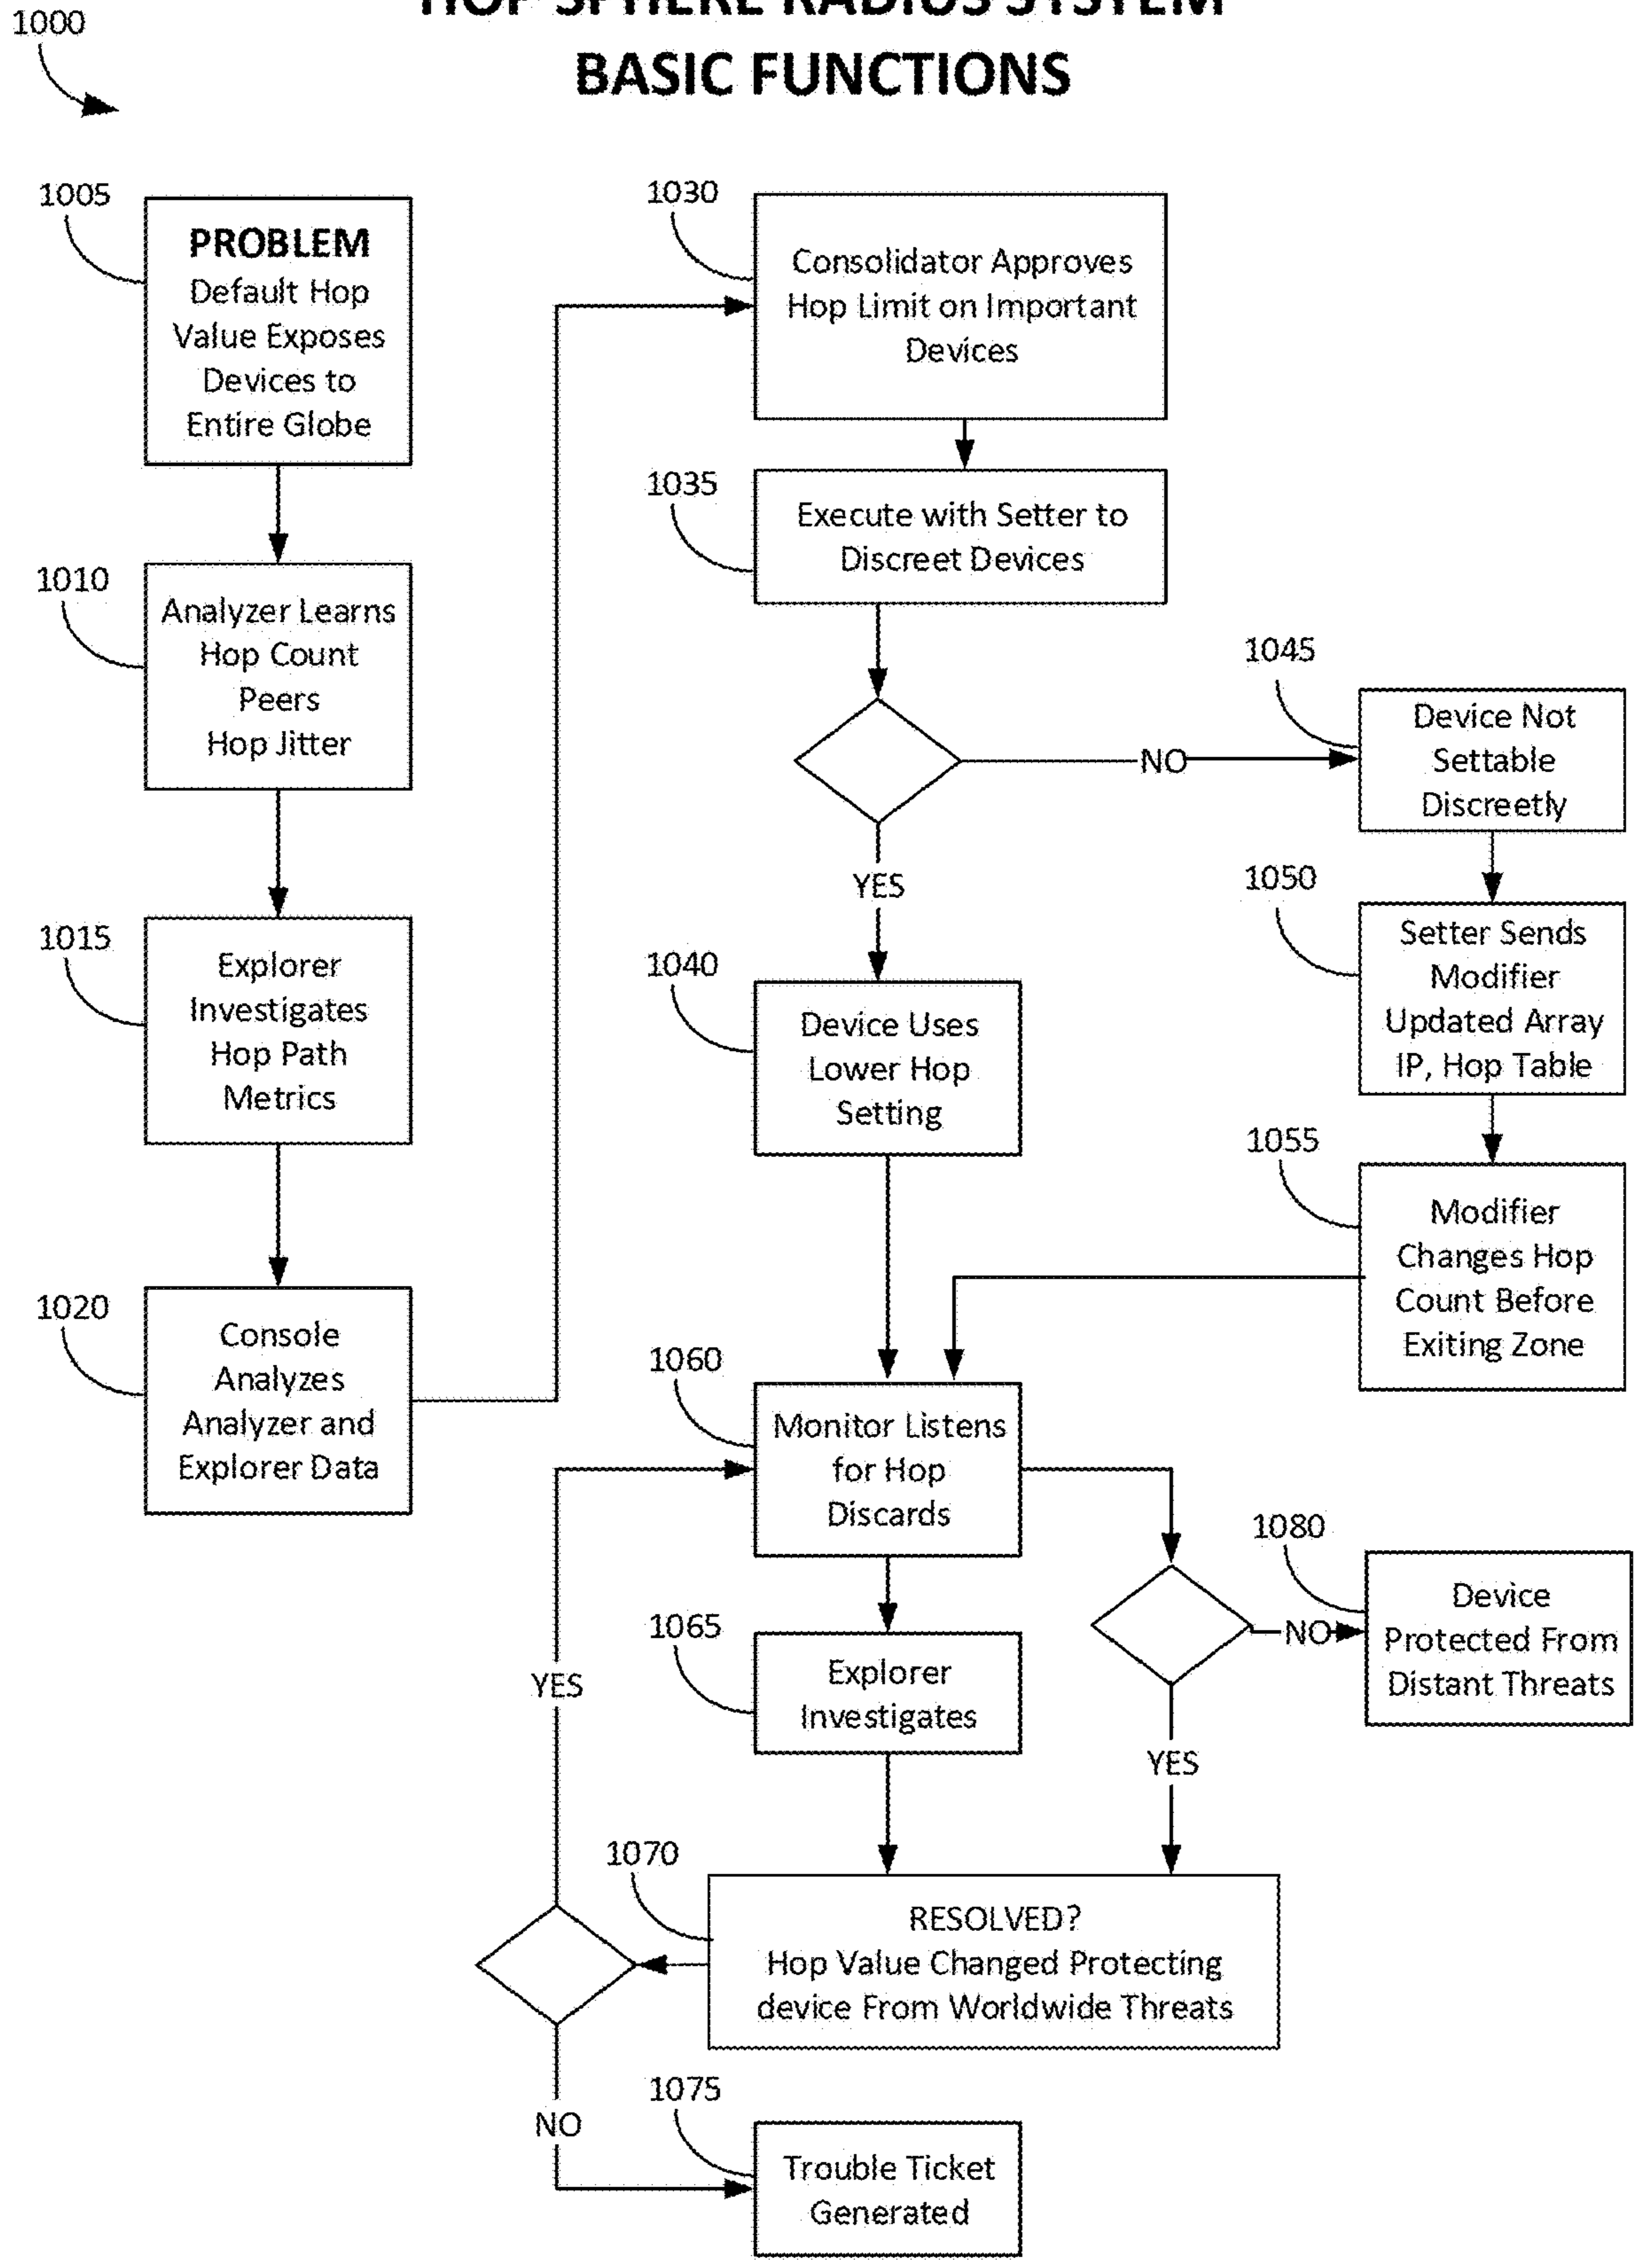 HOP SPHERE RADIUS SYSTEM
BASIC FUNCTIONS
1000
1005
PROBLEM
Default Hop
Value Exposes
Devices to
Entire Globe
1010
Analyzer Learns
Hop Count
Peers
Hop Jitter
1015
Explorer
Investigates
Hop Path
Metrics
1020
Console
Analyzes
Analyzer and
Explorer Data
1030
Consolidator Approves
Hop Limit on Important
Devices
1035
Execute with Setter to
Discreet Devices
NO
YES
1040
Device Uses
Lower Hop
Setting
1045
Device Not
Settable
Discreetly
1050
Setter Sends
Modifier
Updated Array
IP, Hop Table
1055
Modifier
Changes Hop
Count Before
Exiting Zone
1060
Monitor Listens
for Hop
Discards
1065
Explorer
Investigates
NO
1080
Device
Protected From
Distant Threats
YES
YES
1070
RESOLVED?
Hop Value Changed Protecting
device From Worldwide Threats
NO
1075
Trouble Ticket
Generated